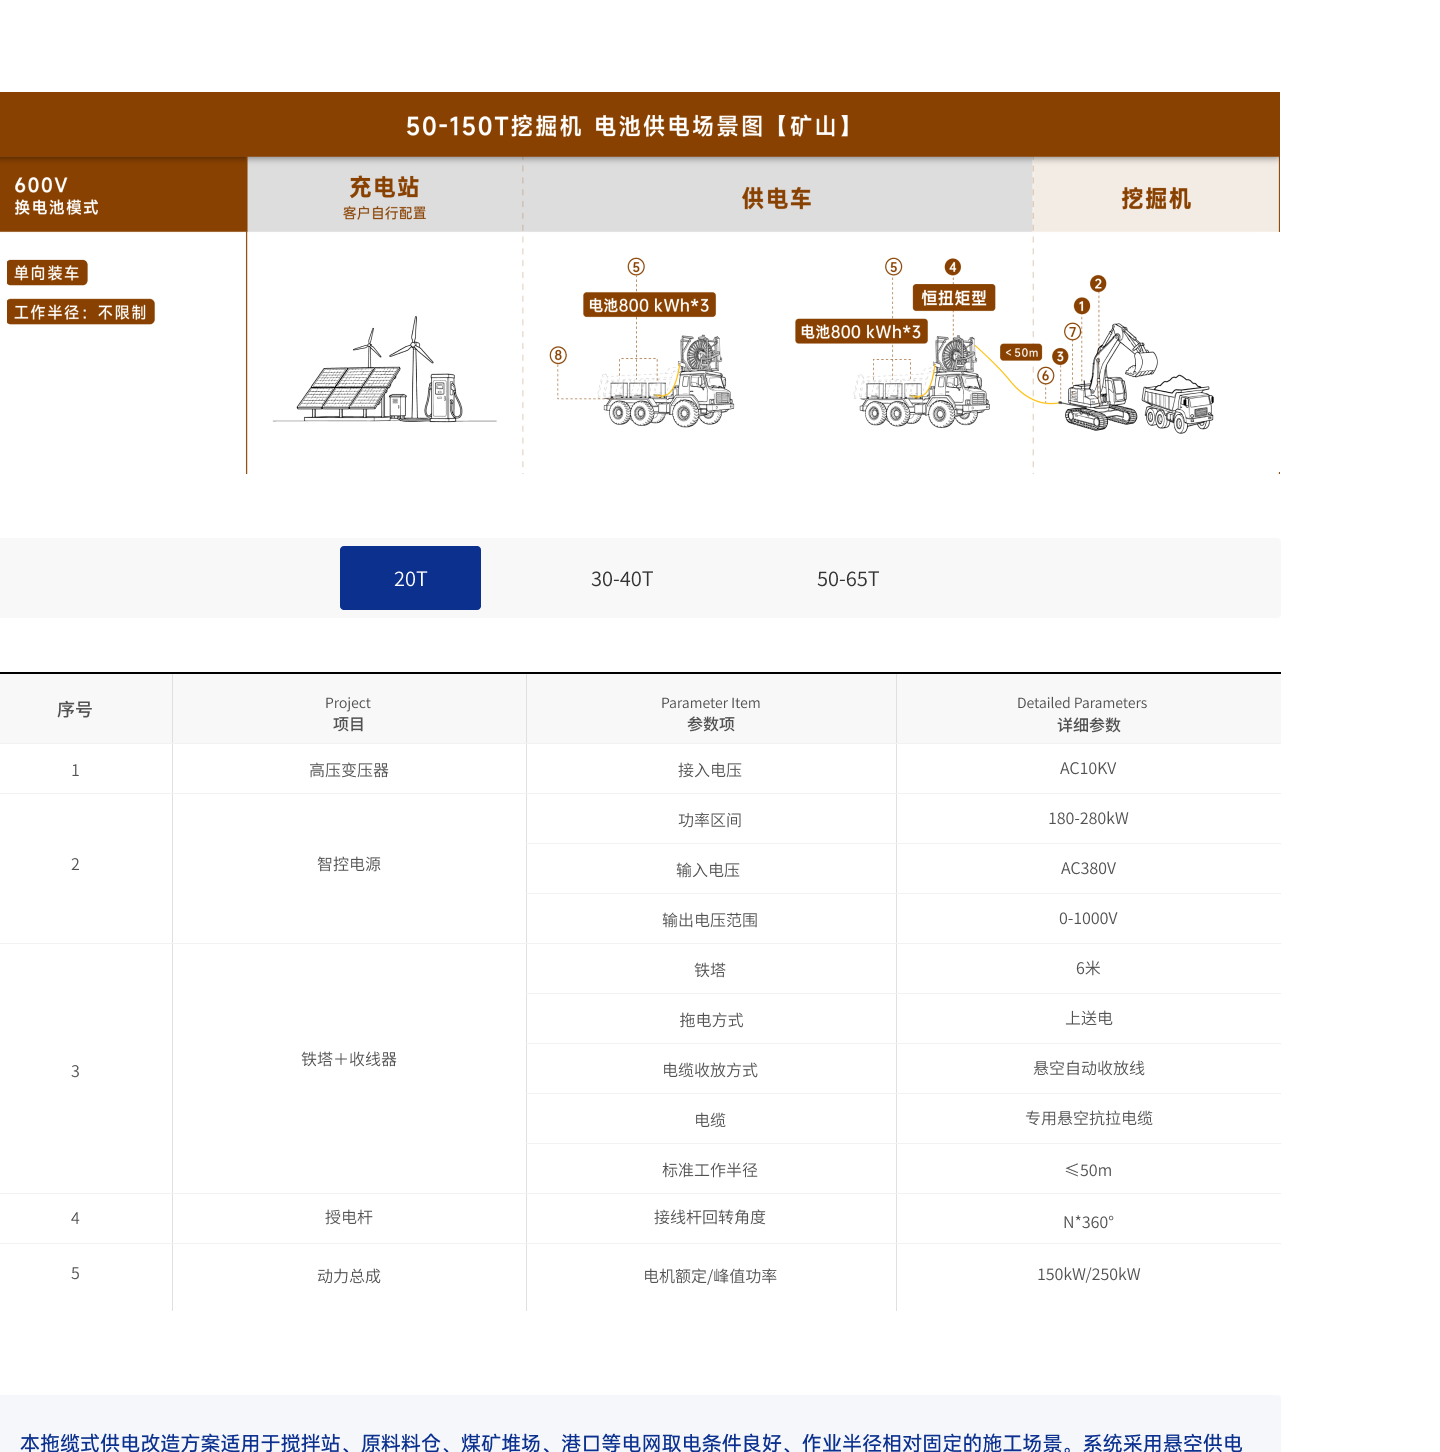 50-150T挖掘机 电池供电场景图【矿山】
600V
换电池模式
充电站
客户自行配置
供电车
挖掘机
单向装车
工作半径：不限制
⑤
电池800 kWh*3
⑧
⑤
❹
恒扭矩型
电池800 kWh*3
<50m
❷
❶
⑦
❸
⑥
20T
30-40T
50-65T
序号
Project
项目
Parameter Item
参数项
Detailed Parameters
详细参数
1
高压变压器
接入电压
AC10KV
2
智控电源
功率区间
180-280kW
输入电压
AC380V
输出电压范围
0-1000V
3
铁塔＋收线器
铁塔
6米
拖电方式
上送电
电缆收放方式
悬空自动收放线
电缆
专用悬空抗拉电缆
标准工作半径
≤50m
4
授电杆
接线杆回转角度
N*360°
5
动力总成
电机额定/峰值功率
150kW/250kW
本拖缆式供电改造方案适用于搅拌站、原料料仓、煤矿堆场、港口等电网取电条件良好、作业半径相对固定的施工场景。系统采用悬空供电